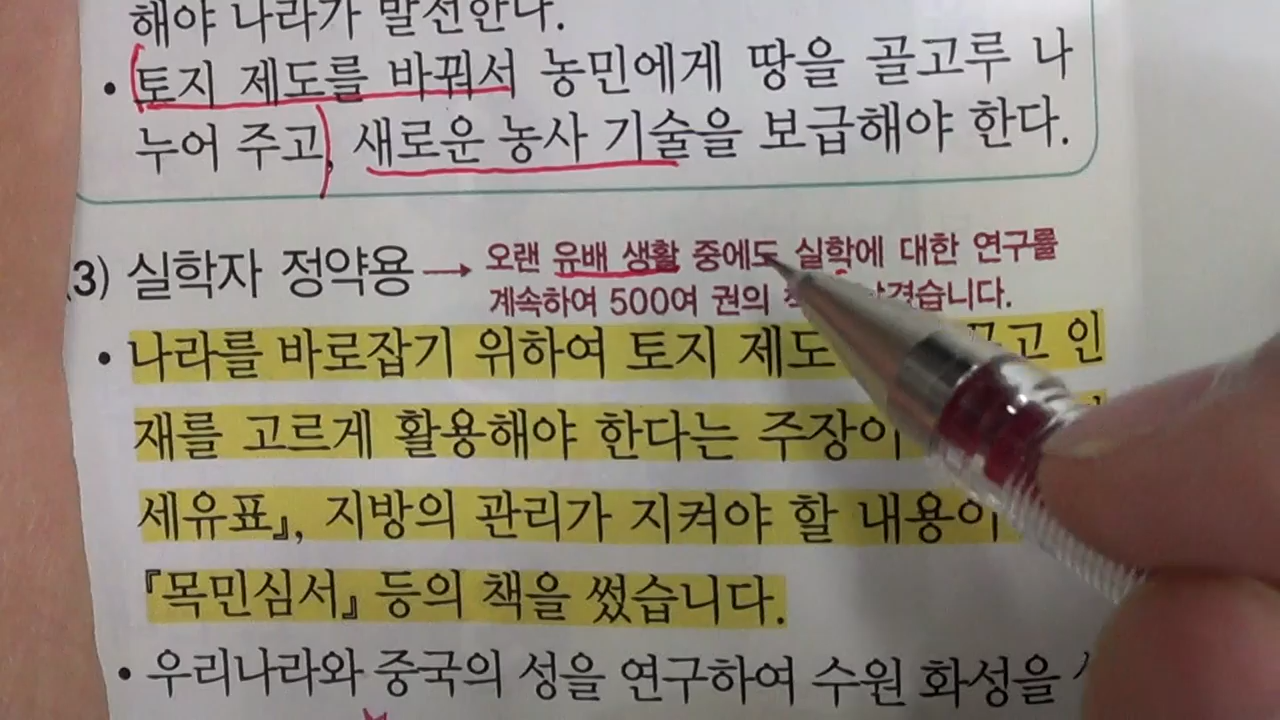 해야 나라가 발전한다.
• 토지 제도를 바꿔서 농민에게 땅을 골고루 나
누어 주고, 새로운 농사 기술을 보급해야 한다.
(3) 실학자 정약용 → 오랜 유배 생활 중에도 실학에 대한 연구를
계속하여 500여 권의
• 나라를 바로잡기 위하여 토지 제도 인
재를 고르게 활용해야 한다는 주장이
세유표』, 지방의 관리가 지켜야 할 내용이
『목민심서』 등의 책을 썼습니다.
• 우리나라와 중국의 성을 연구하여 수원 화성을